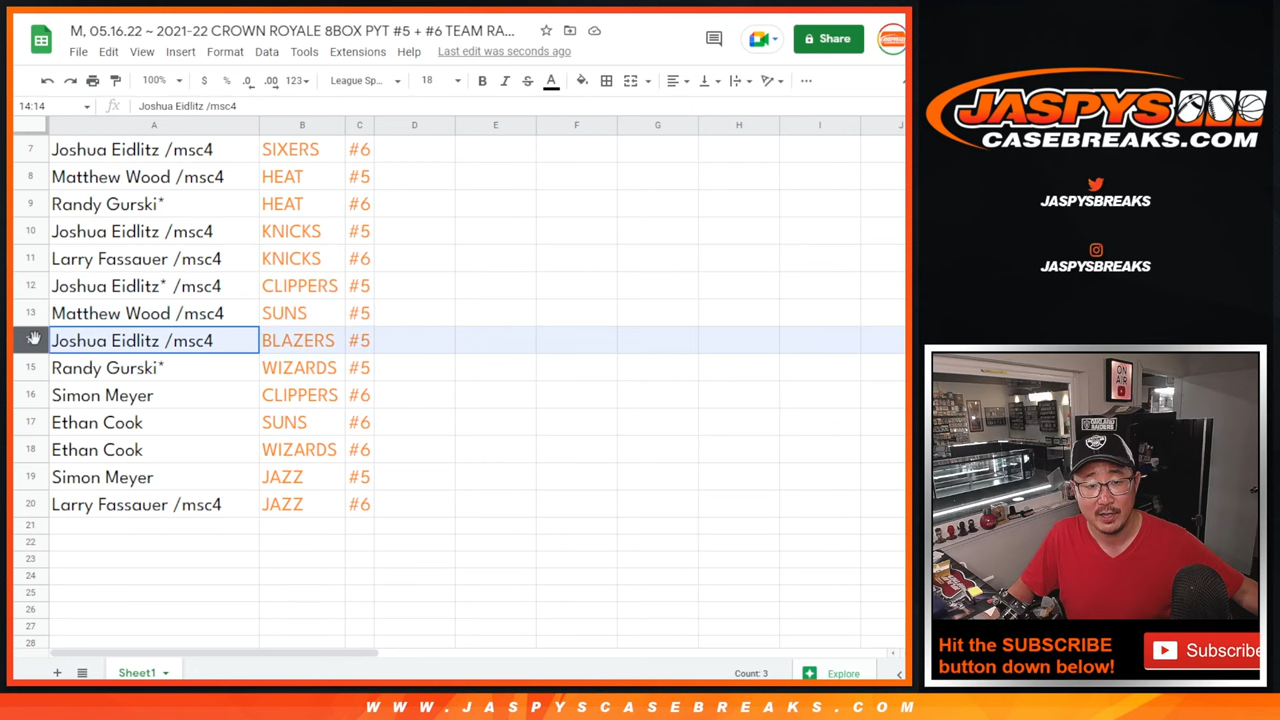 M, 05.16.22 ~ 2021-22 CROWN ROYALE 8BOX PYT #5 + #6 TEAM RA...
File Edit View Insert Format Data Tools Extensions Help Last edit was seconds ago
Share
100% $ % .0 .00 123 League Sp... 18 B I S A
14:14 fx Joshua Eidlitz /msc4
A B C D E F G H I J
7 Joshua Eidlitz /msc4 SIXERS #6
8 Matthew Wood /msc4 HEAT #5
9 Randy Gurski* HEAT #6
10 Joshua Eidlitz /msc4 KNICKS #5
11 Larry Fassauer /msc4 KNICKS #6
12 Joshua Eidlitz* /msc4 CLIPPERS #5
13 Matthew Wood /msc4 SUNS #5
Joshua Eidlitz /msc4 BLAZERS #5
15 Randy Gurski* WIZARDS #5
16 Simon Meyer CLIPPERS #6
17 Ethan Cook SUNS #6
18 Ethan Cook WIZARDS #6
19 Simon Meyer JAZZ #5
20 Larry Fassauer /msc4 JAZZ #6
21
22
23
24
25
26
27
28
Sheet1
Count: 3
Explore
JASPYS
CASEBREAKS.COM
JASPYSBREAKS
JASPYSBREAKS
ON
AIR
Hit the SUBSCRIBE
button down below!
Subscribe
WWW.JASPYSCASEBREAKS.COM